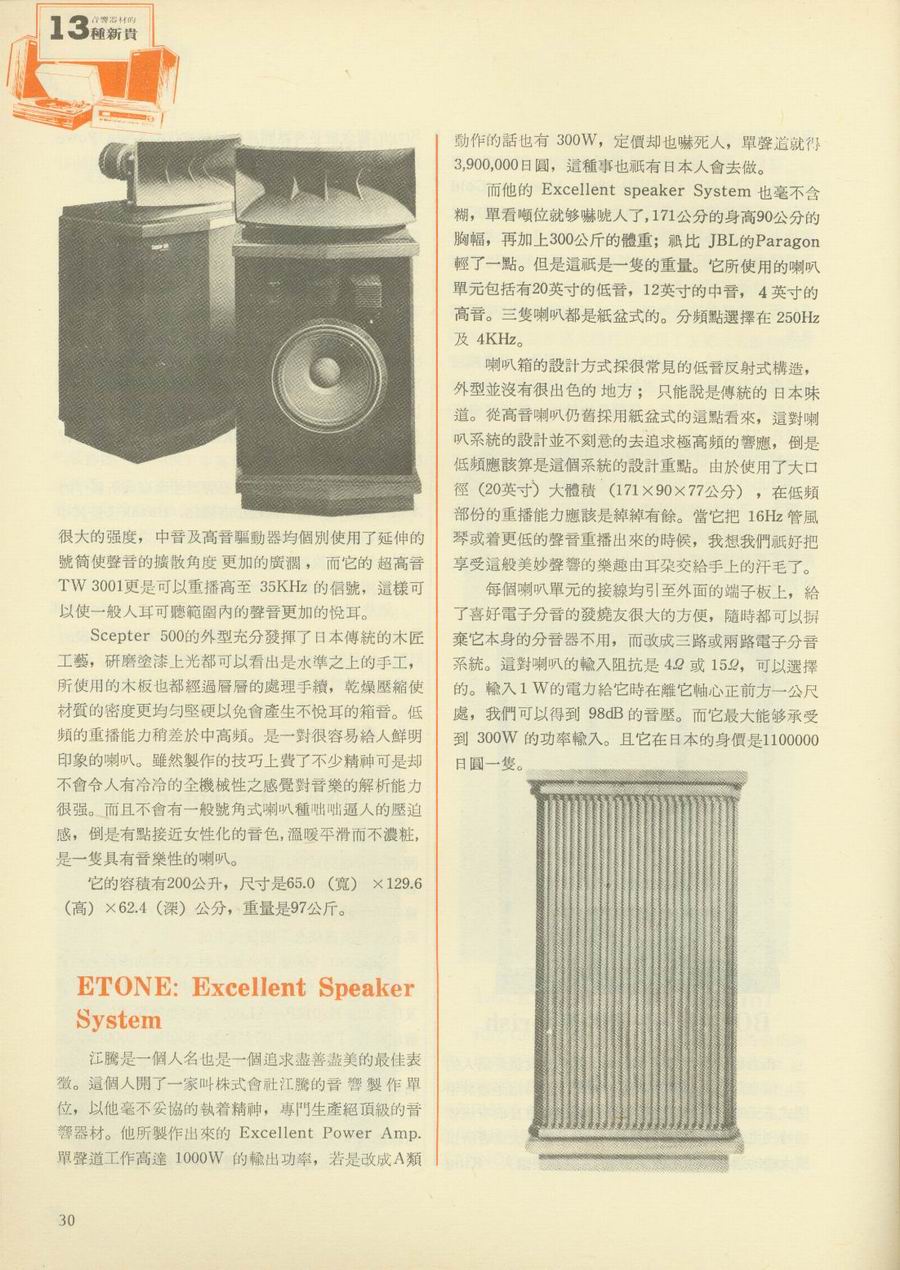 13 音響器材的
種新貴
很大的强度，中音及高音驅動器均個別使用了延伸的
號筒使聲音的擴散角度更加的廣濶，而它的超高音
TW 3001更是可以重播高至 35KHz 的信號，這樣可
以使一般人耳可聽範圍內的聲音更加的悅耳。
Scepter 500的外型充分發揮了日本傳統的木匠
工藝，研磨塗漆上光都可以看出是水準之上的手工，
所使用的木板也都經過層層的處理手續，乾燥壓縮使
材質的密度更均勻堅硬以免會產生不悅耳的箱音。低
頻的重播能力稍差於中高頻。是一對很容易給人鮮明
印象的喇叭。雖然製作的技巧上費了不少精神可是却
不會令人有冷冷的全機械性之感覺對音樂的解析能力
很强。而且不會有一般號角式喇叭種咄咄逼人的壓迫
感，倒是有點接近女性化的音色,溫暖平滑而不濃粧,
是一隻具有音樂性的喇叭。
它的容積有200公升，尺寸是65.0（寬）×129.6
（高）×62.4（深）公分，重量是97公斤。
ETONE: Excellent Speaker
System
江騰是一個人名也是一個追求盡善盡美的最佳表
徵。這個人開了一家叫株式會社江騰的音響製作單
位，以他毫不妥協的執着精神，專門生產絕頂級的音
響器材。他所製作出來的 Excellent Power Amp.
單聲道工作高達 1000W 的輸出功率，若是改成A類
動作的話也有 300W，定價却也嚇死人，單聲道就得
3,900,000日圓，這種事也祇有日本人會去做。
而他的 Excellent speaker System 也毫不含
糊，單看噸位就够嚇唬人了,171公分的身高90公分的
胸幅，再加上300公斤的體重；祇比 JBL的Paragon
輕了一點。但是這祇是一隻的重量。它所使用的喇叭
單元包括有20英寸的低音，12英寸的中音，4英寸的
高音。三隻喇叭都是紙盆式的。分頻點選擇在 250Hz
及 4KHz。
喇叭箱的設計方式採很常見的低音反射式構造，
外型並沒有很出色的地方；只能說是傳統的日本味
道。從高音喇叭仍舊採用紙盆式的這點看來，這對喇
叭系統的設計並不刻意的去追求極高頻的響應，倒是
低頻應該算是這個系統的設計重點。由於使用了大口
徑（20英寸）大體積（171×90×77公分），在低頻
部份的重播能力應該是綽綽有餘。當它把 16Hz 管風
琴或着更低的聲音重播出來的時候，我想我們祇好把
享受這般美妙聲響的樂趣由耳朶交給手上的汗毛了。
每個喇叭單元的接線均引至外面的端子板上，給
了喜好電子分音的發燒友很大的方便，隨時都可以摒
棄它本身的分音器不用，而改成三路或兩路電子分音
系統。這對喇叭的輸入阻抗是 4Ω 或 15Ω，可以選擇
的。輸入1 W的電力給它時在離它軸心正前方一公尺
處，我們可以得到 98dB 的音壓。而它最大能够承受
到 300W 的功率輸入。且它在日本的身價是1100000
日圓一隻。
30